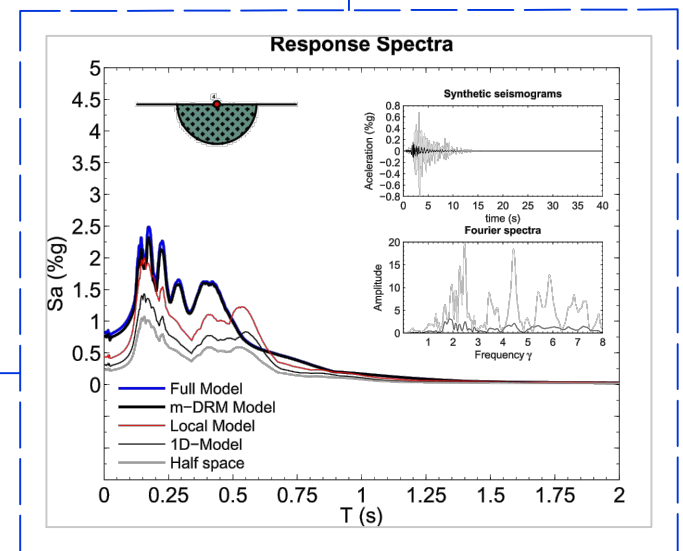 Response Spectra
5
4.5
4
3.5
3
2.5
2
1.5
1
0.5
0
Sa (%g)
4
Synthetic seismograms
0.8
0.6
0.4
0.2
0
−0.2
−0.4
−0.6
−0.8
Aceleration (%g)
0 5 10 15 20 25 30 35 40
time (s)
Fourier spectra
20
15
10
5
0
Amplitude
1 2 3 4 5 6 7 8
Frequency γ
Full Model
m−DRM Model
Local Model
1D−Model
Half space
0 0.25 0.5 0.75 1 1.25 1.5 1.75 2
T (s)